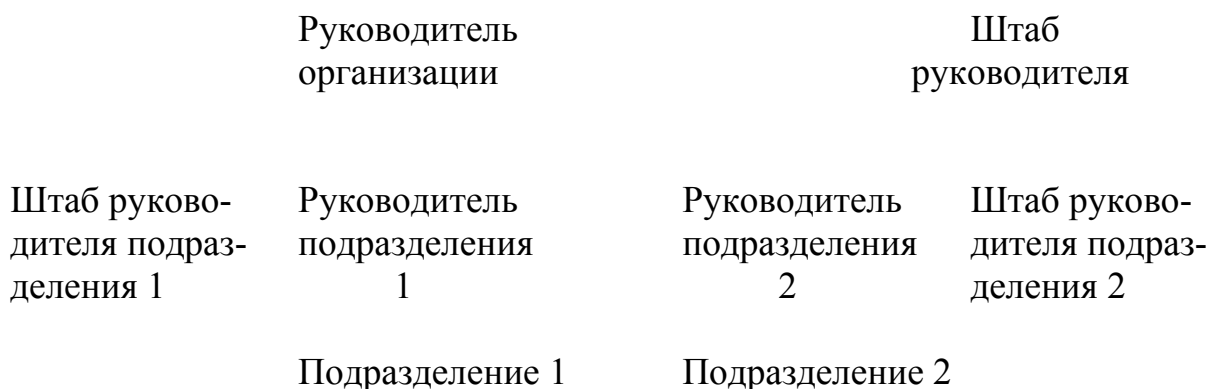 Руководитель
организации
Штаб
руководителя
Штаб руково-
дителя подраз-
деления 1
Руководитель
подразделения
1
Руководитель
подразделения
2
Штаб руково-
дителя подраз-
деления 2
Подразделение 1
Подразделение 2